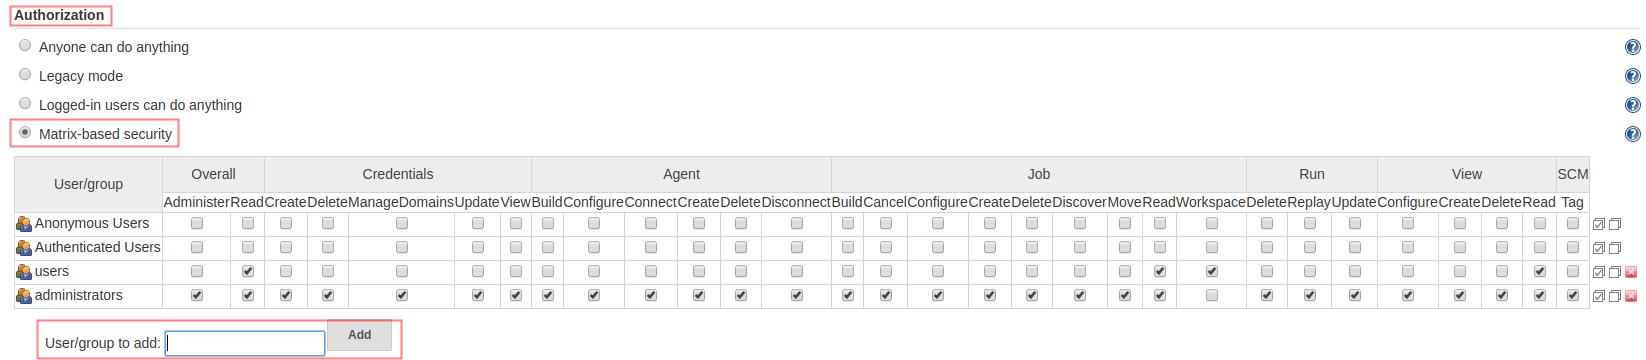 Authorization
Anyone can do anything
Legacy mode
Logged-in users can do anything
Matrix-based security
User/group Overall Credentials Agent Job Run View SCM
Administer Read Create Delete ManageDomains Update View Build Configure Connect Create Delete Disconnect Build Cancel Configure Create Delete Discover Move Read Workspace Delete Replay Update Configure Create Delete Read Tag
Anonymous Users
Authenticated Users
users
administrators
User/group to add: Add